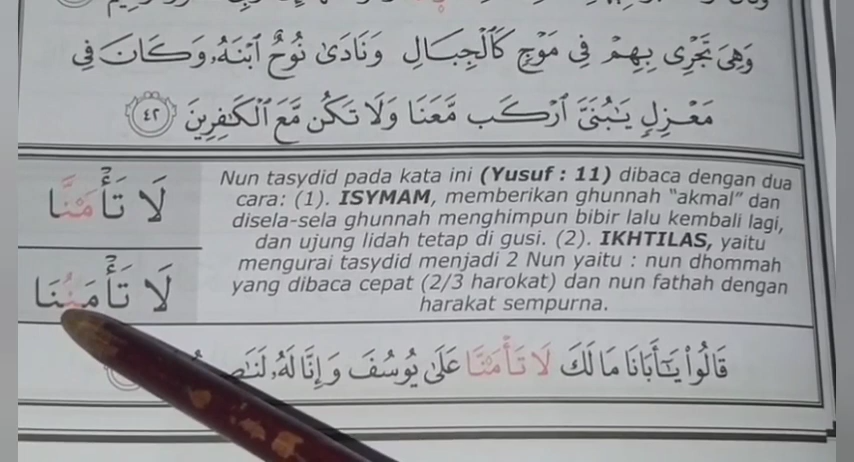 وَهِىَ تَجْرِى بِهِمْ فِى مَوْجٍ كَٱلْجِبَالِ وَنَادَىٰ نُوحٌ ٱبْنَهُۥ وَكَانَ فِى
مَعْزِلٍ يَـٰبُنَىَّ ٱرْكَب مَّعَنَا وَلَا تَكُن مَّعَ ٱلْكَـٰفِرِينَ ٤٢
لَا تَأْمَنَّا
Nun tasydid pada kata ini (Yusuf : 11) dibaca dengan dua
cara: (1). ISYMAM, memberikan ghunnah "akmal" dan
disela-sela ghunnah menghimpun bibir lalu kembali lagi,
dan ujung lidah tetap di gusi. (2). IKHTILAS, yaitu
لَا تَأْمَنُنَا
mengurai tasydid menjadi 2 Nun yaitu : nun dhommah
yang dibaca cepat (2/3 harokat) dan nun fathah dengan
harakat sempurna.
قَالُوا۟ يَـٰٓأَبَانَا مَا لَكَ لَا تَأْمَنَّا عَلَىٰ يُوسُفَ وَإِنَّا لَهُۥ